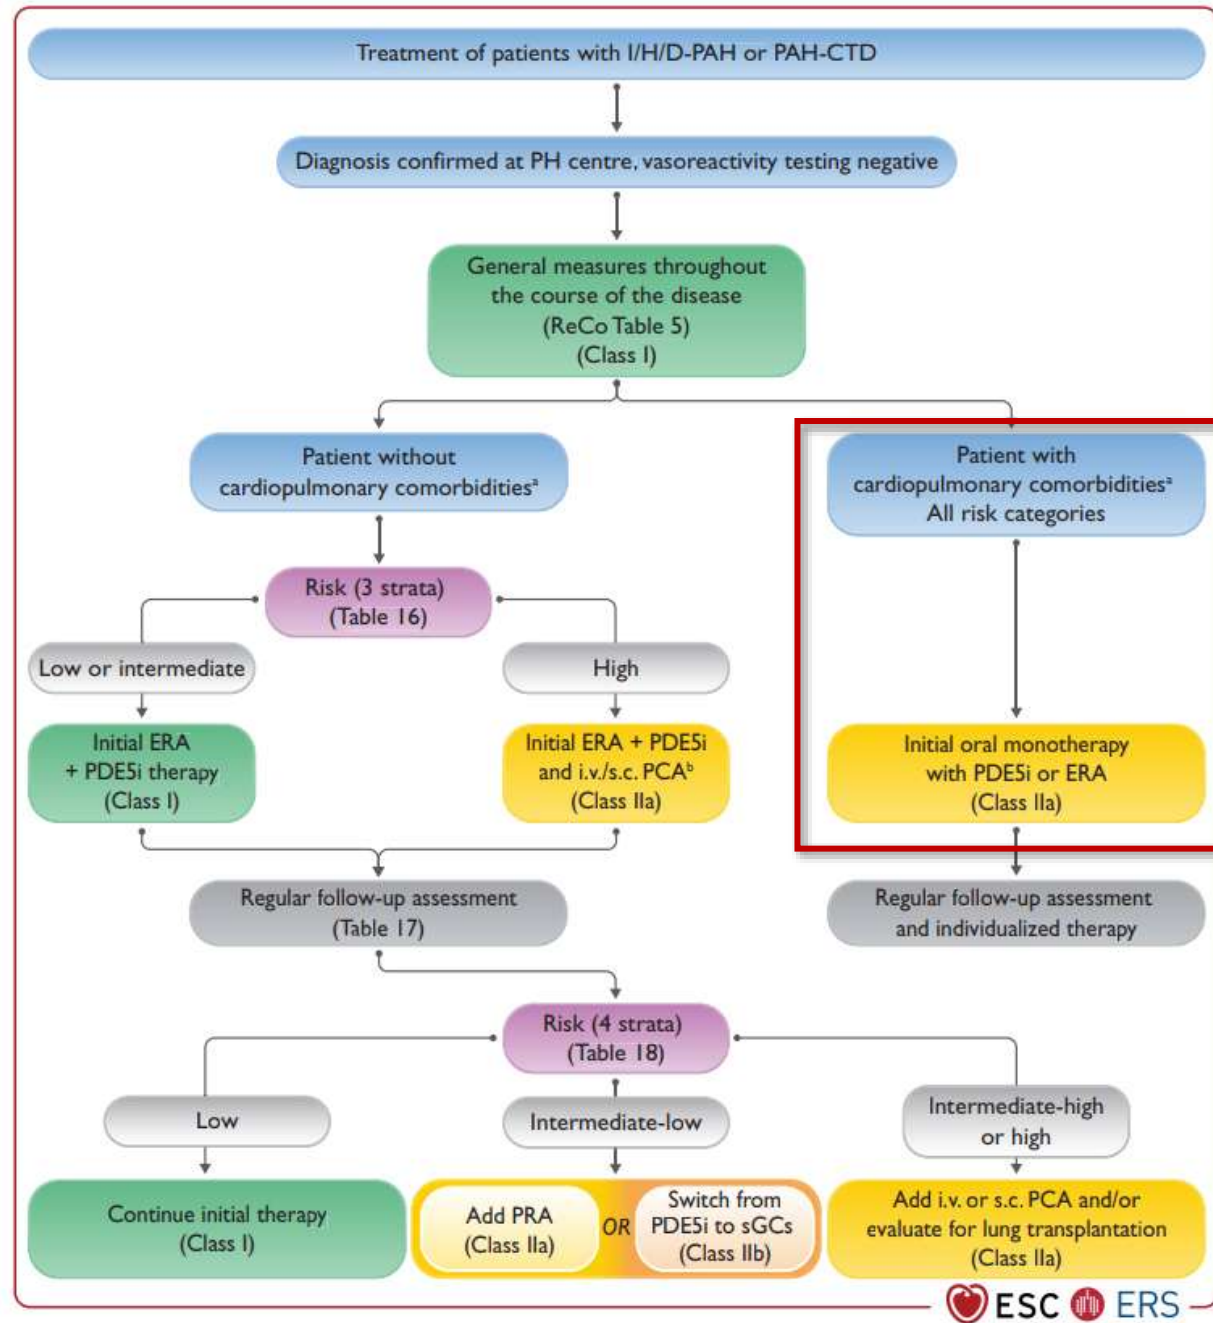 Treatment of patients with I/H/D-PAH or PAH-CTD
Diagnosis confirmed at PH centre, vasoreactivity testing negative
General measures throughout
the course of the disease
(ReCo Table 5)
(Class I)
Patient without
cardiopulmonary comorbiditiesᵃ
Patient with
cardiopulmonary comorbiditiesᵃ
All risk categories
Risk (3 strata)
(Table 16)
Low or intermediate
High
Initial ERA
+ PDE5i therapy
(Class I)
Initial ERA + PDE5i
and i.v./s.c. PCAᵇ
(Class IIa)
Initial oral monotherapy
with PDE5i or ERA
(Class IIa)
Regular follow-up assessment
(Table 17)
Regular follow-up assessment
and individualized therapy
Risk (4 strata)
(Table 18)
Low
Intermediate-low
Intermediate-high
or high
Continue initial therapy
(Class I)
Add PRA
(Class IIa)
OR
Switch from
PDE5i to sGCs
(Class IIb)
Add i.v. or s.c. PCA and/or
evaluate for lung transplantation
(Class IIa)
ESC ERS